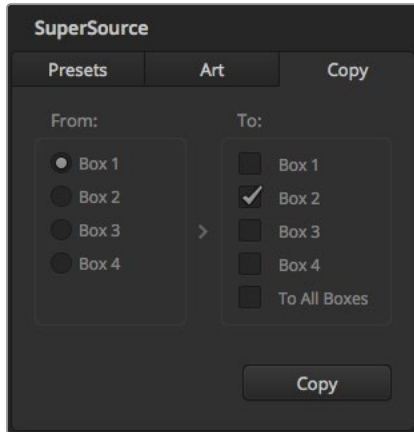 SuperSource
Presets Art Copy
From: To:
Box 1 Box 1
Box 2 Box 2
Box 3 > Box 3
Box 4 Box 4
To All Boxes
Copy